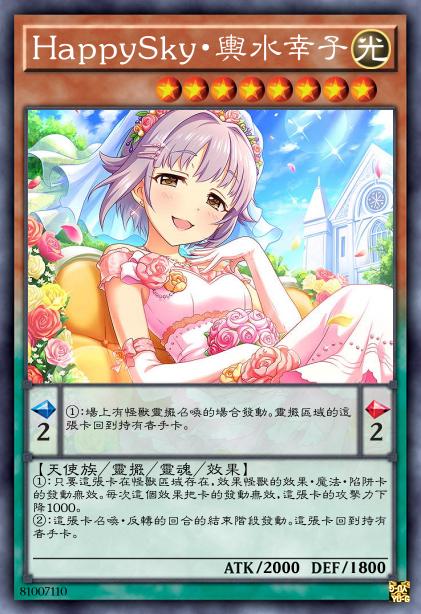 HappySky·輿水幸子 光
①:場上有怪獸靈擺召喚的場合發動。靈擺區域的這
張卡回到持有者手卡。
2 2
【天使族/靈擺/靈魂/效果】
①:只要這張卡在怪獸區域存在,效果怪獸的效果·魔法·陷阱卡
的發動無效。每次這個效果把卡的發動無效,這張卡的攻擊力下
降1000。
②:這張卡召喚·反轉的回合的結束階段發動。這張卡回到持有
者手卡。
ATK/2000 DEF/1800
81007110